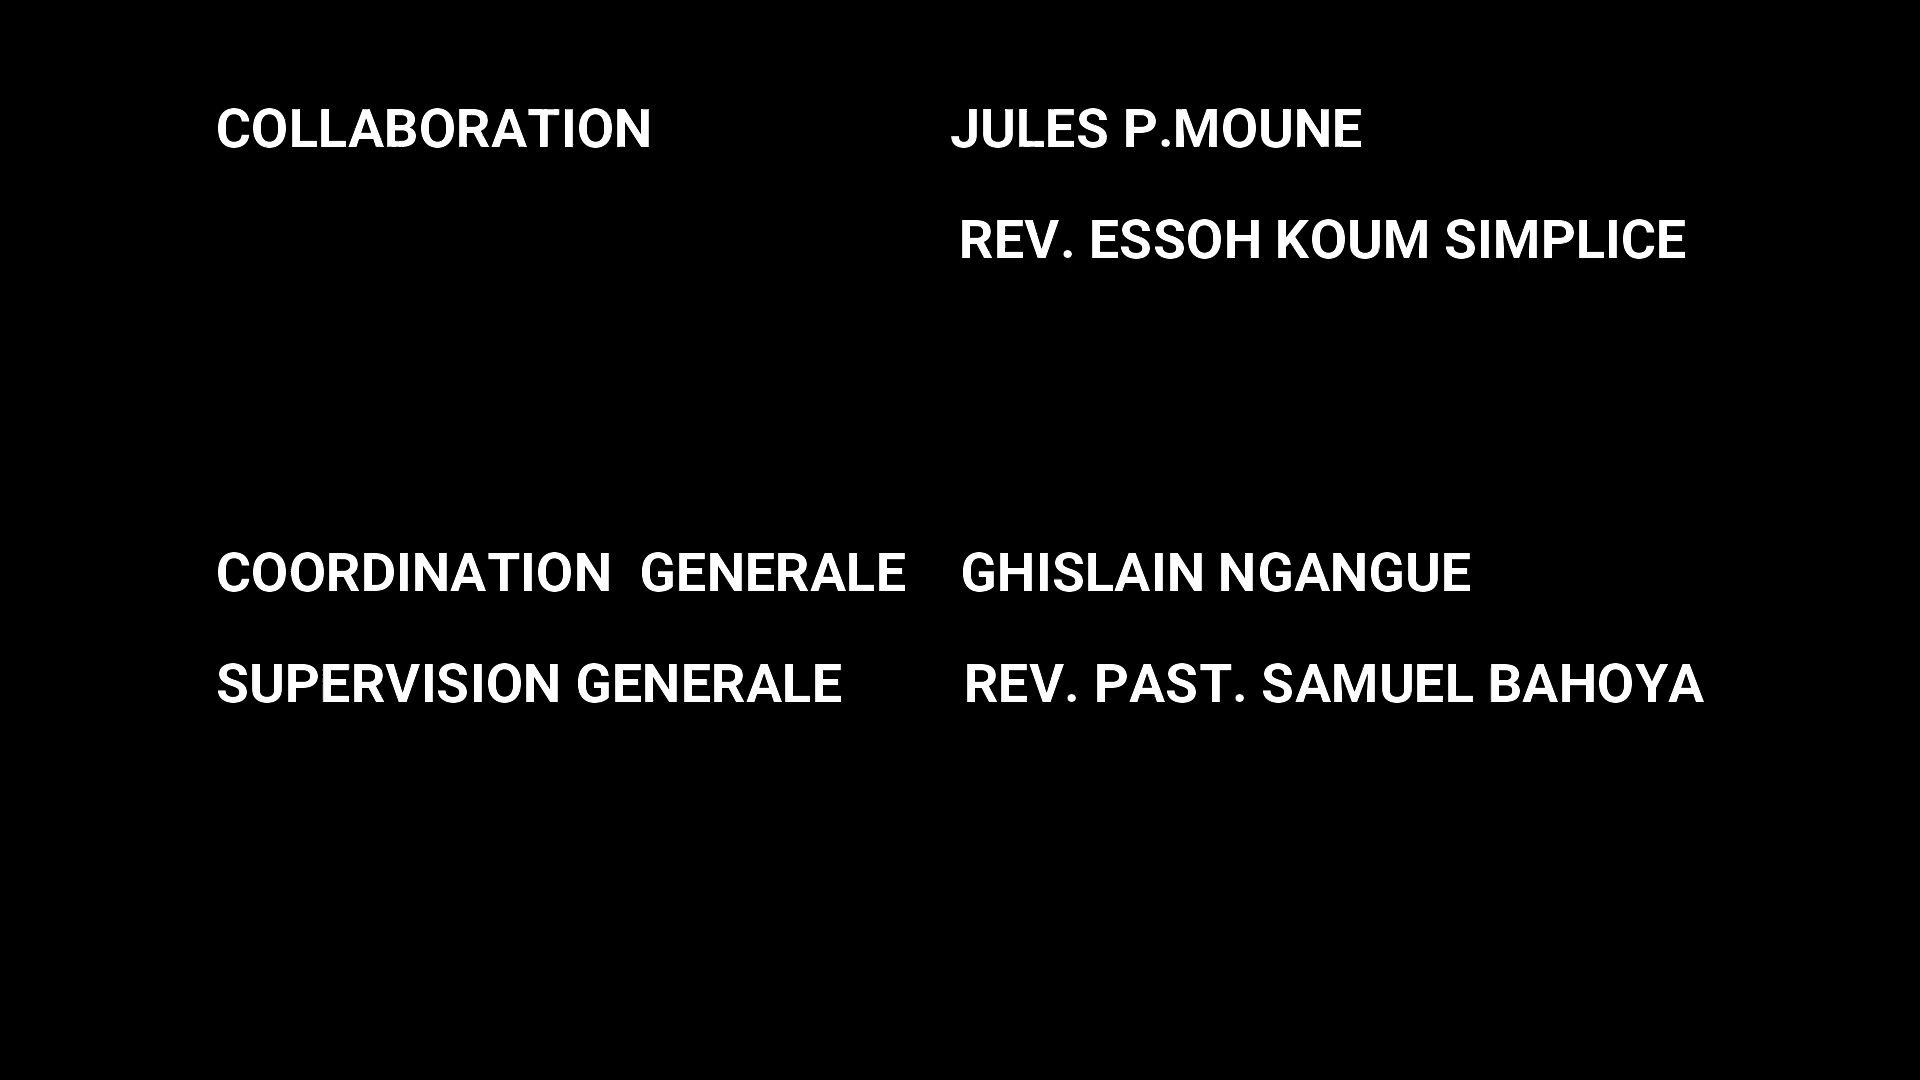 COLLABORATION JULES P.MOUNE
REV. ESSOH KOUM SIMPLICE
COORDINATION GENERALE GHISLAIN NGANGUE
SUPERVISION GENERALE REV. PAST. SAMUEL BAHOYA